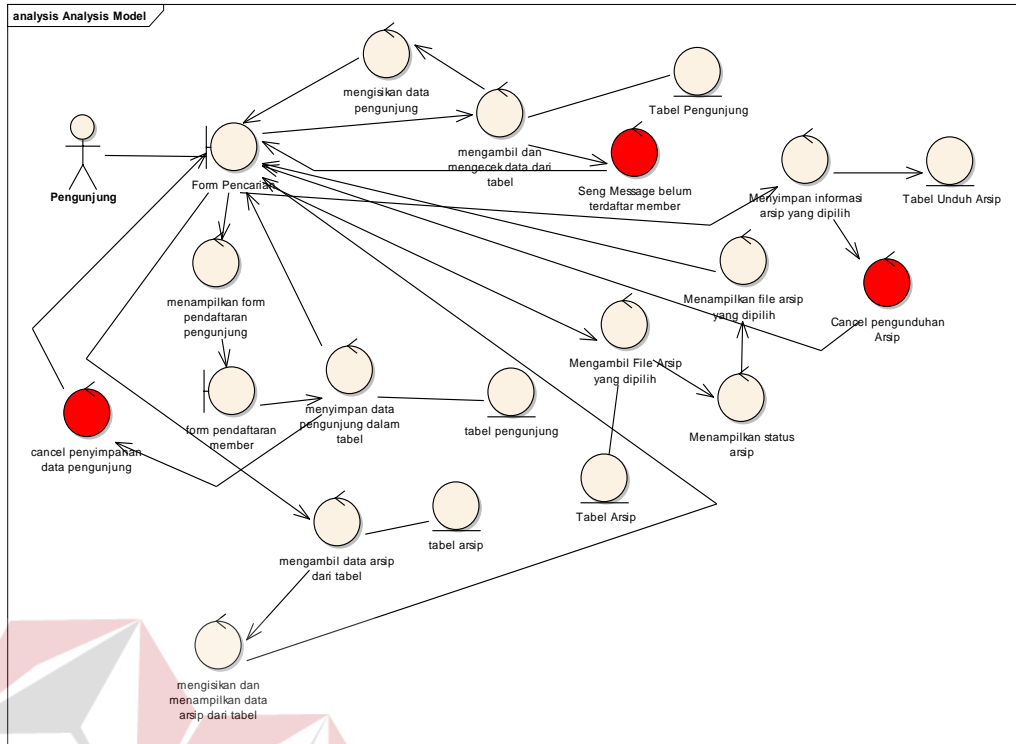 analysis Analysis Model
mengisikan data
pengunjung
Tabel Pengunjung
mengambil dan
mengecek data dari
tabel
Pengunjung
Form Pencarian
Seng Message belum
terdaftar member
Menyimpan informasi
arsip yang dipilih
Tabel Unduh Arsip
menampilkan form
pendaftaran
pengunjung
Menampilkan file arsip
yang dipilih
Cancel pengunduhan
Arsip
Mengambil File Arsip
yang dipilih
form pendaftaran
member
menyimpan data
pengunjung dalam
tabel
tabel pengunjung
Menampilkan status
arsip
cancel penyimpanan
data pengunjung
Tabel Arsip
mengambil data arsip
dari tabel
tabel arsip
mengisikan dan
menampilkan data
arsip dari tabel